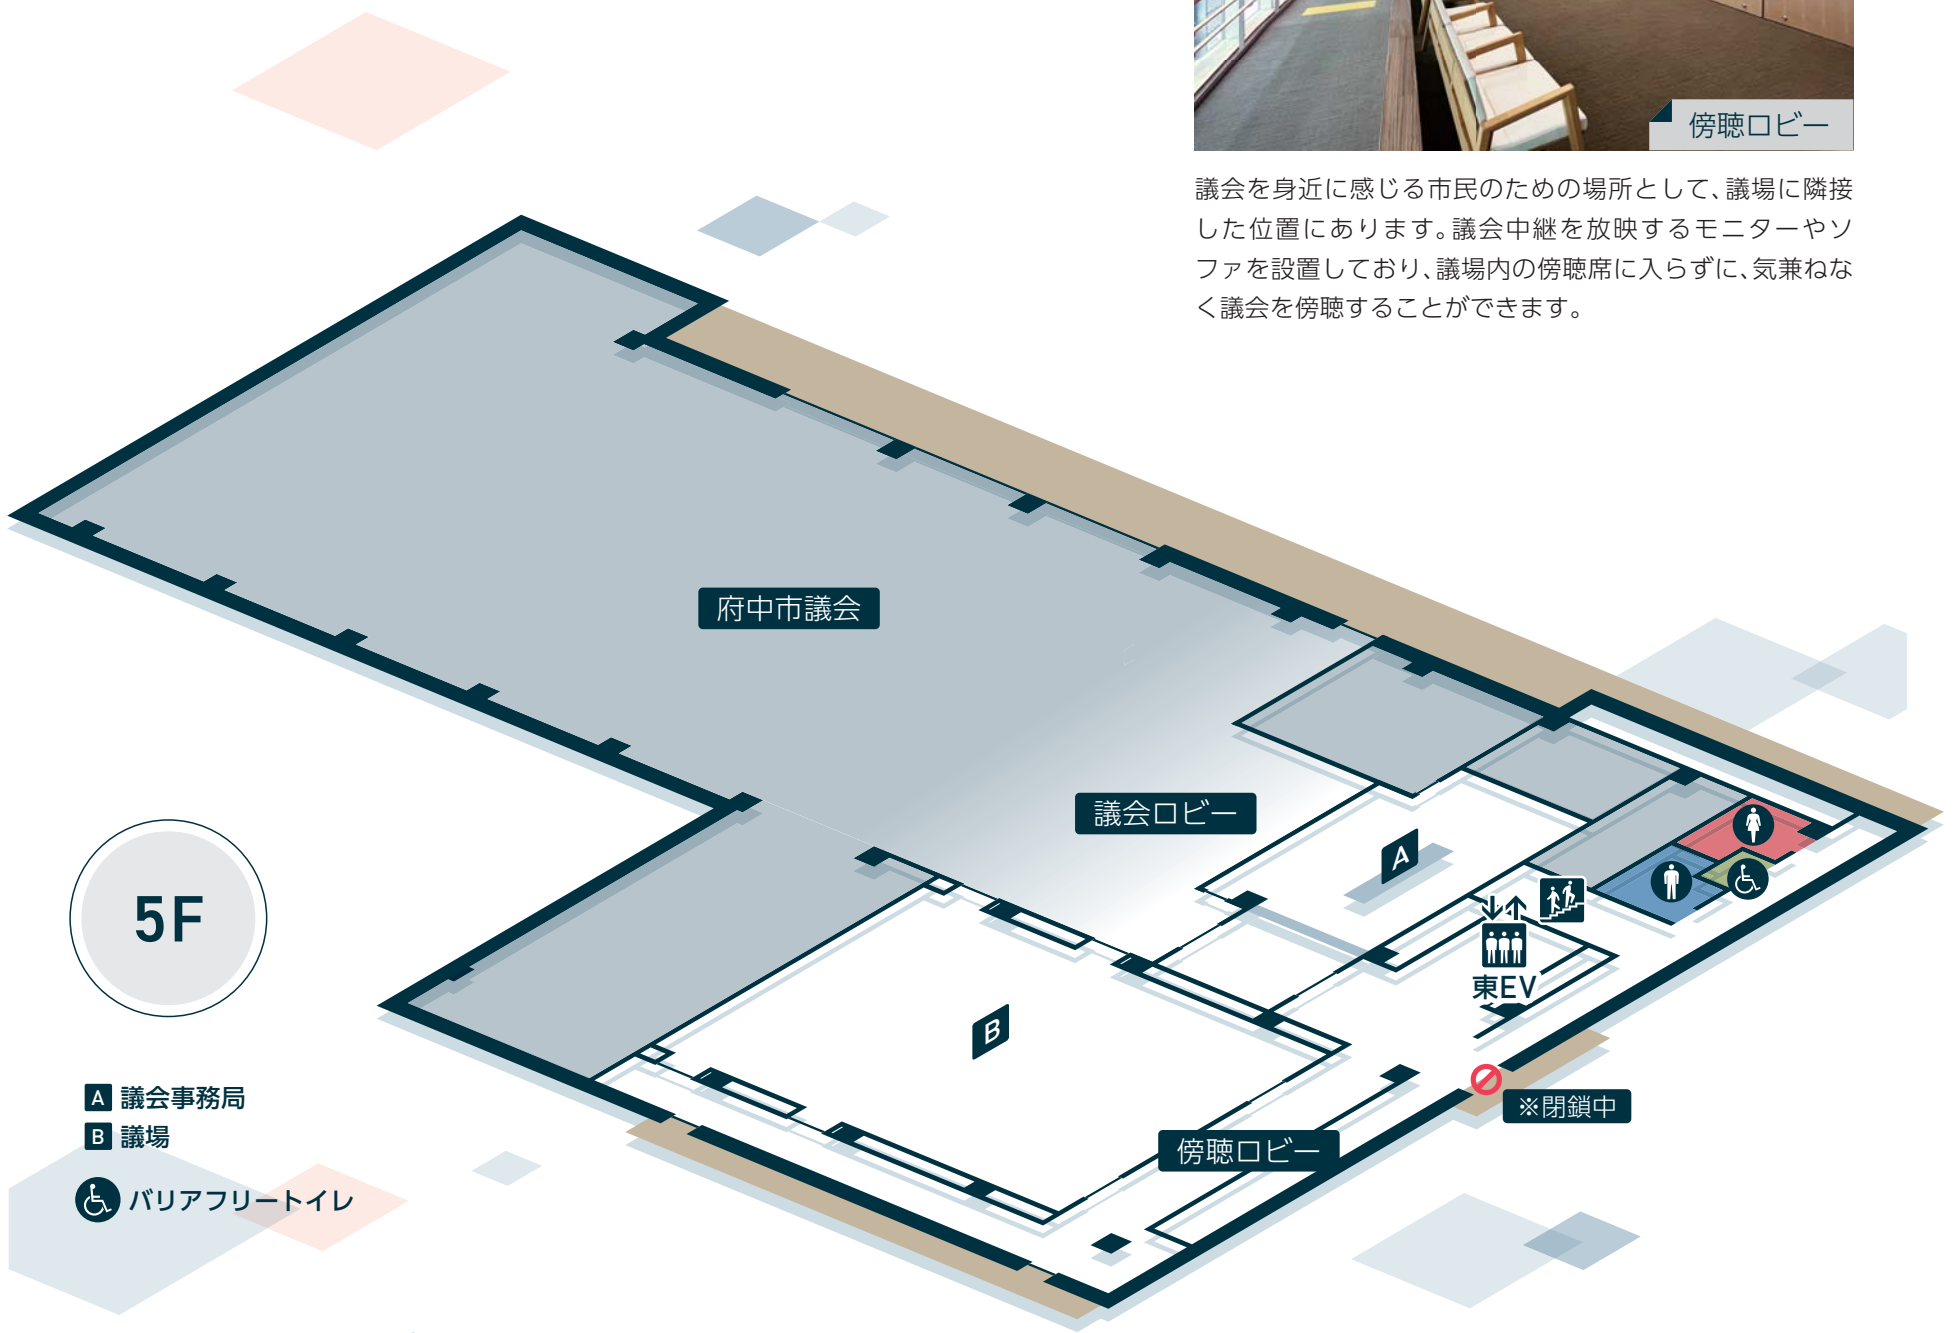 傍聴ロビー
議会を身近に感じる市民のための場所として、議場に隣接
した位置にあります。議会中継を放映するモニターやソ
ファを設置しており、議場内の傍聴席に入らずに、気兼ねな
く議会を傍聴することができます。
府中市議会
議会ロビー
A
東EV
B
※閉鎖中
傍聴ロビー
5F
A 議会事務局
B 議場
バリアフリートイレ